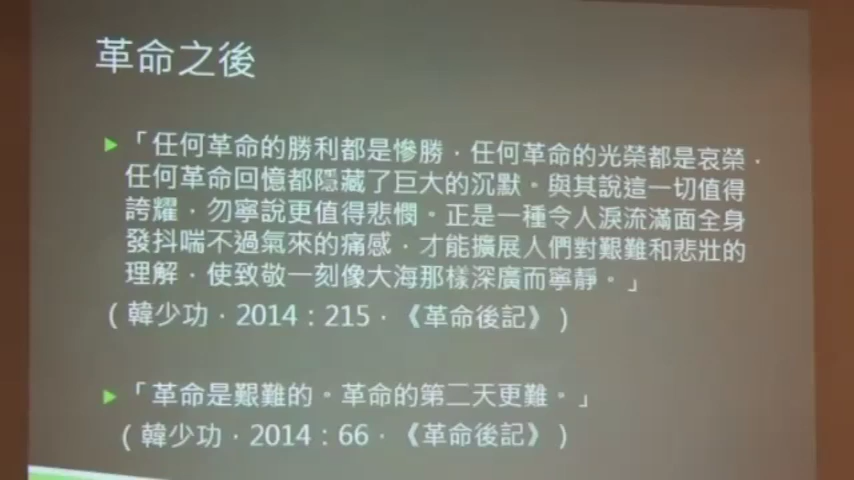 革命之後
「任何革命的勝利都是慘勝，任何革命的光榮都是哀榮，
任何革命回憶都隱藏了巨大的沉默。與其說這一切值得
誇耀，勿寧說更值得悲憫。正是一種令人淚流滿面全身
發抖喘不過氣來的痛感，才能擴展人們對艱難和悲壯的
理解，使致敬一刻像大海那樣深廣而寧靜。」
（韓少功，2014：215，《革命後記》）
「革命是艱難的。革命的第二天更難。」
（韓少功，2014：66，《革命後記》）